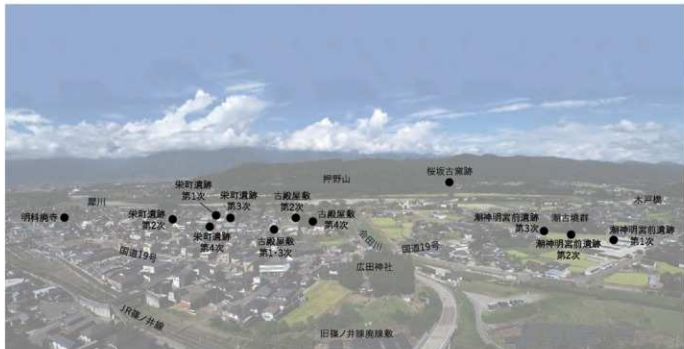 押野山
桜坂古窯跡
栄町遺跡
第1次
栄町遺跡
第3次
犀川
木戸橋
明科廃寺
栄町遺跡
第2次
古殿屋敷
第2次
古殿屋敷
第4次
潮神明宮前遺跡
第3次
潮古墳群
潮神明宮前遺跡
第1次
栄町遺跡
第4次
古殿屋敷
第1・3次
会田川
国道19号
潮神明宮前遺跡
第2次
国道19号
広田神社
JR篠ノ井線
旧篠ノ井線廃線敷